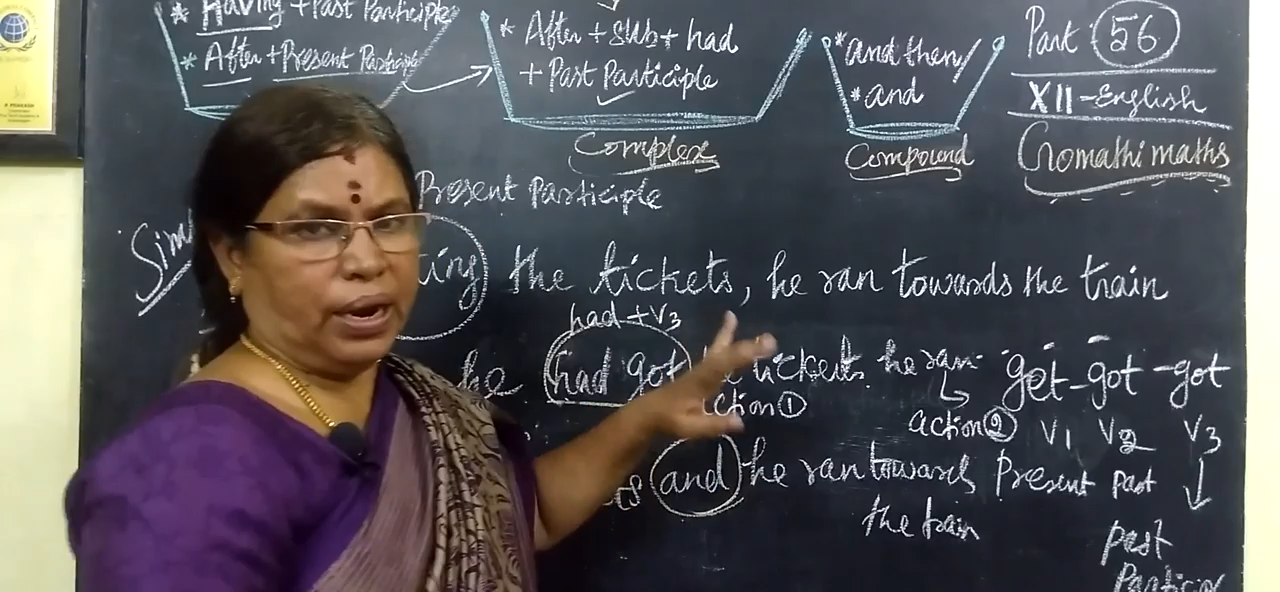 * Having + Past Participle
* After + Present Participle
* After + sub + had
+ Past Participle
Complex
* and then/
* and
Compound
Part 56
XII-English
Gomathi maths
Present Participle
the tickets, he ran towards the train
had + V3
he had got tickets he ran
action ①
action ②
get - got - got
V1 V2 V3
and he ran towards
the train
Present Past
Past